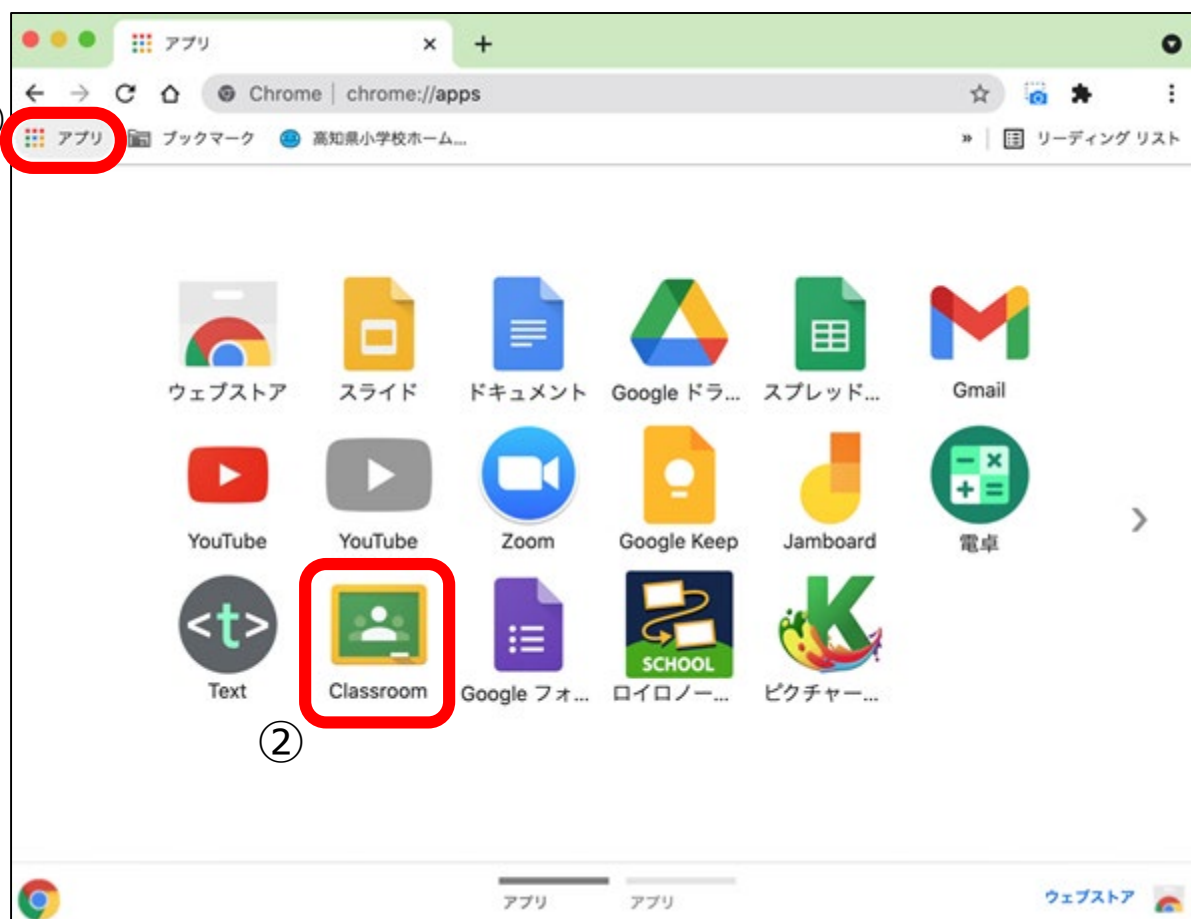 アプリ
Chrome | chrome://apps
アプリ ブックマーク 高知県小学校ホーム... » リーディング リスト
ウェブストア スライド ドキュメント Google ドラ... スプレッド... Gmail
YouTube YouTube Zoom Google Keep Jamboard 電卓
<t> SCHOOL K
Text Classroom Google フォ... ロイロノー... ピクチャー...
②
アプリ アプリ ウェブストア